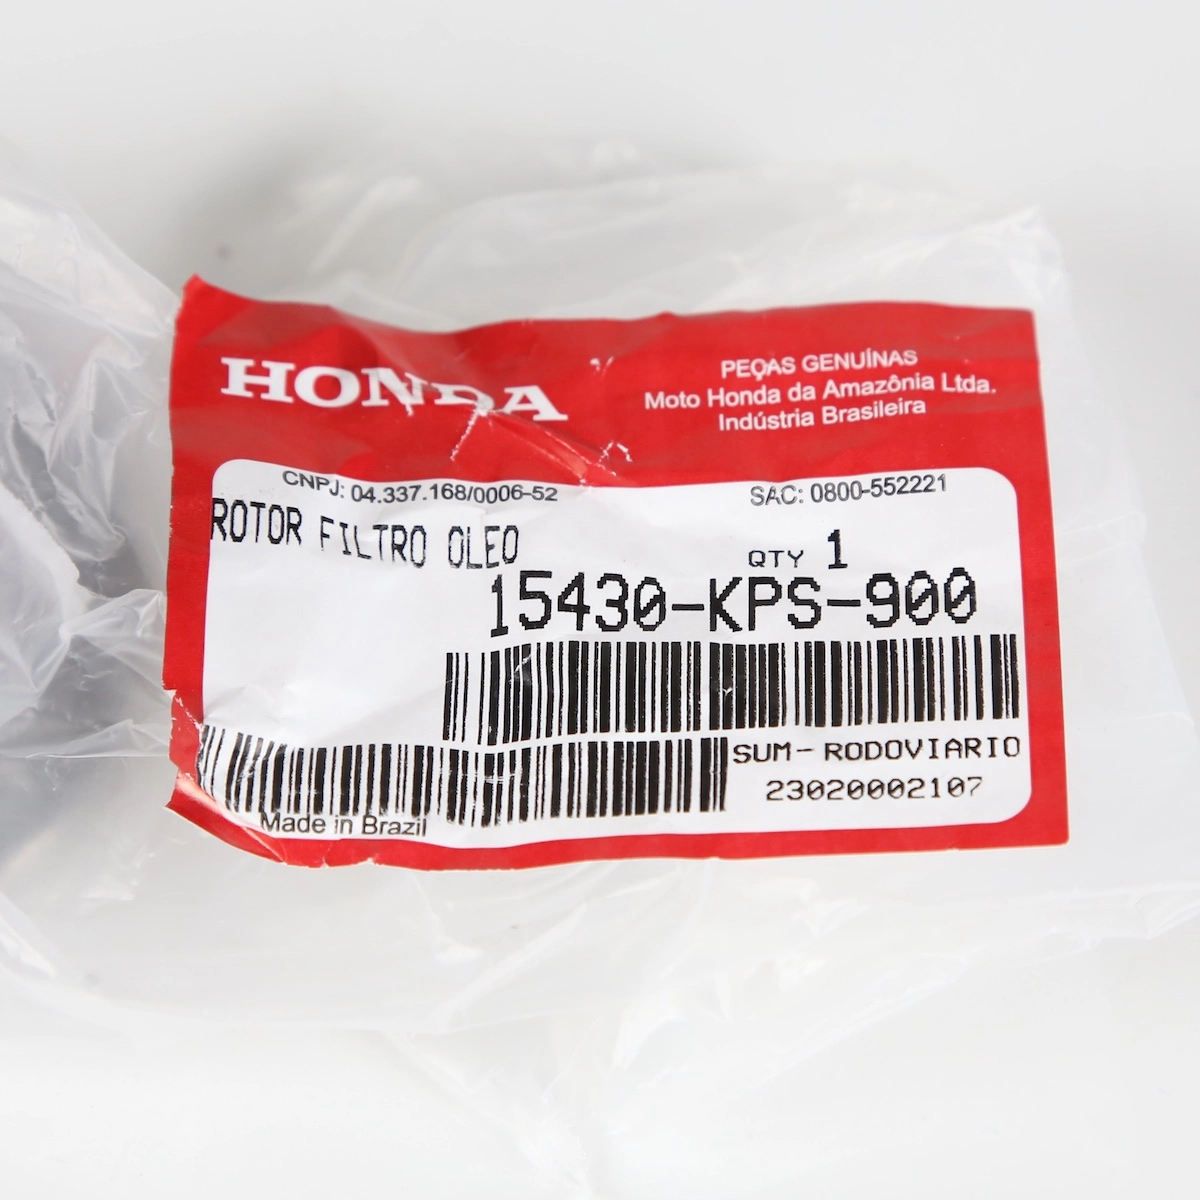 HONDA
PEÇAS GENUÍNAS
Moto Honda da Amazônia Ltda.
Indústria Brasileira
CNPJ: 04.337.168/0006-52
SAC: 0800-552221
ROTOR FILTRO OLEO
QTY 1
15430-KPS-900
SUM- RODOVIARIO
23020002107
Made in Brazil